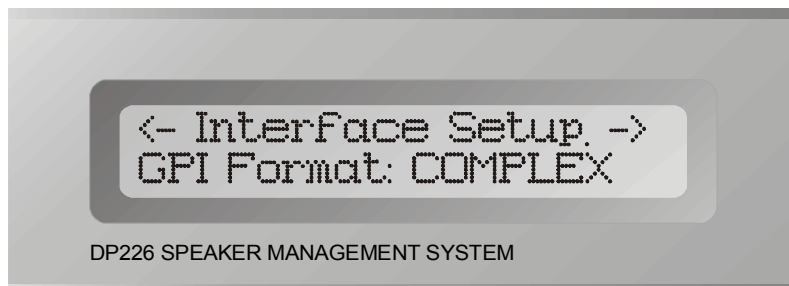 <- Interface Setup. ->
GPI Format: COMPLEX
DP226 SPEAKER MANAGEMENT SYSTEM